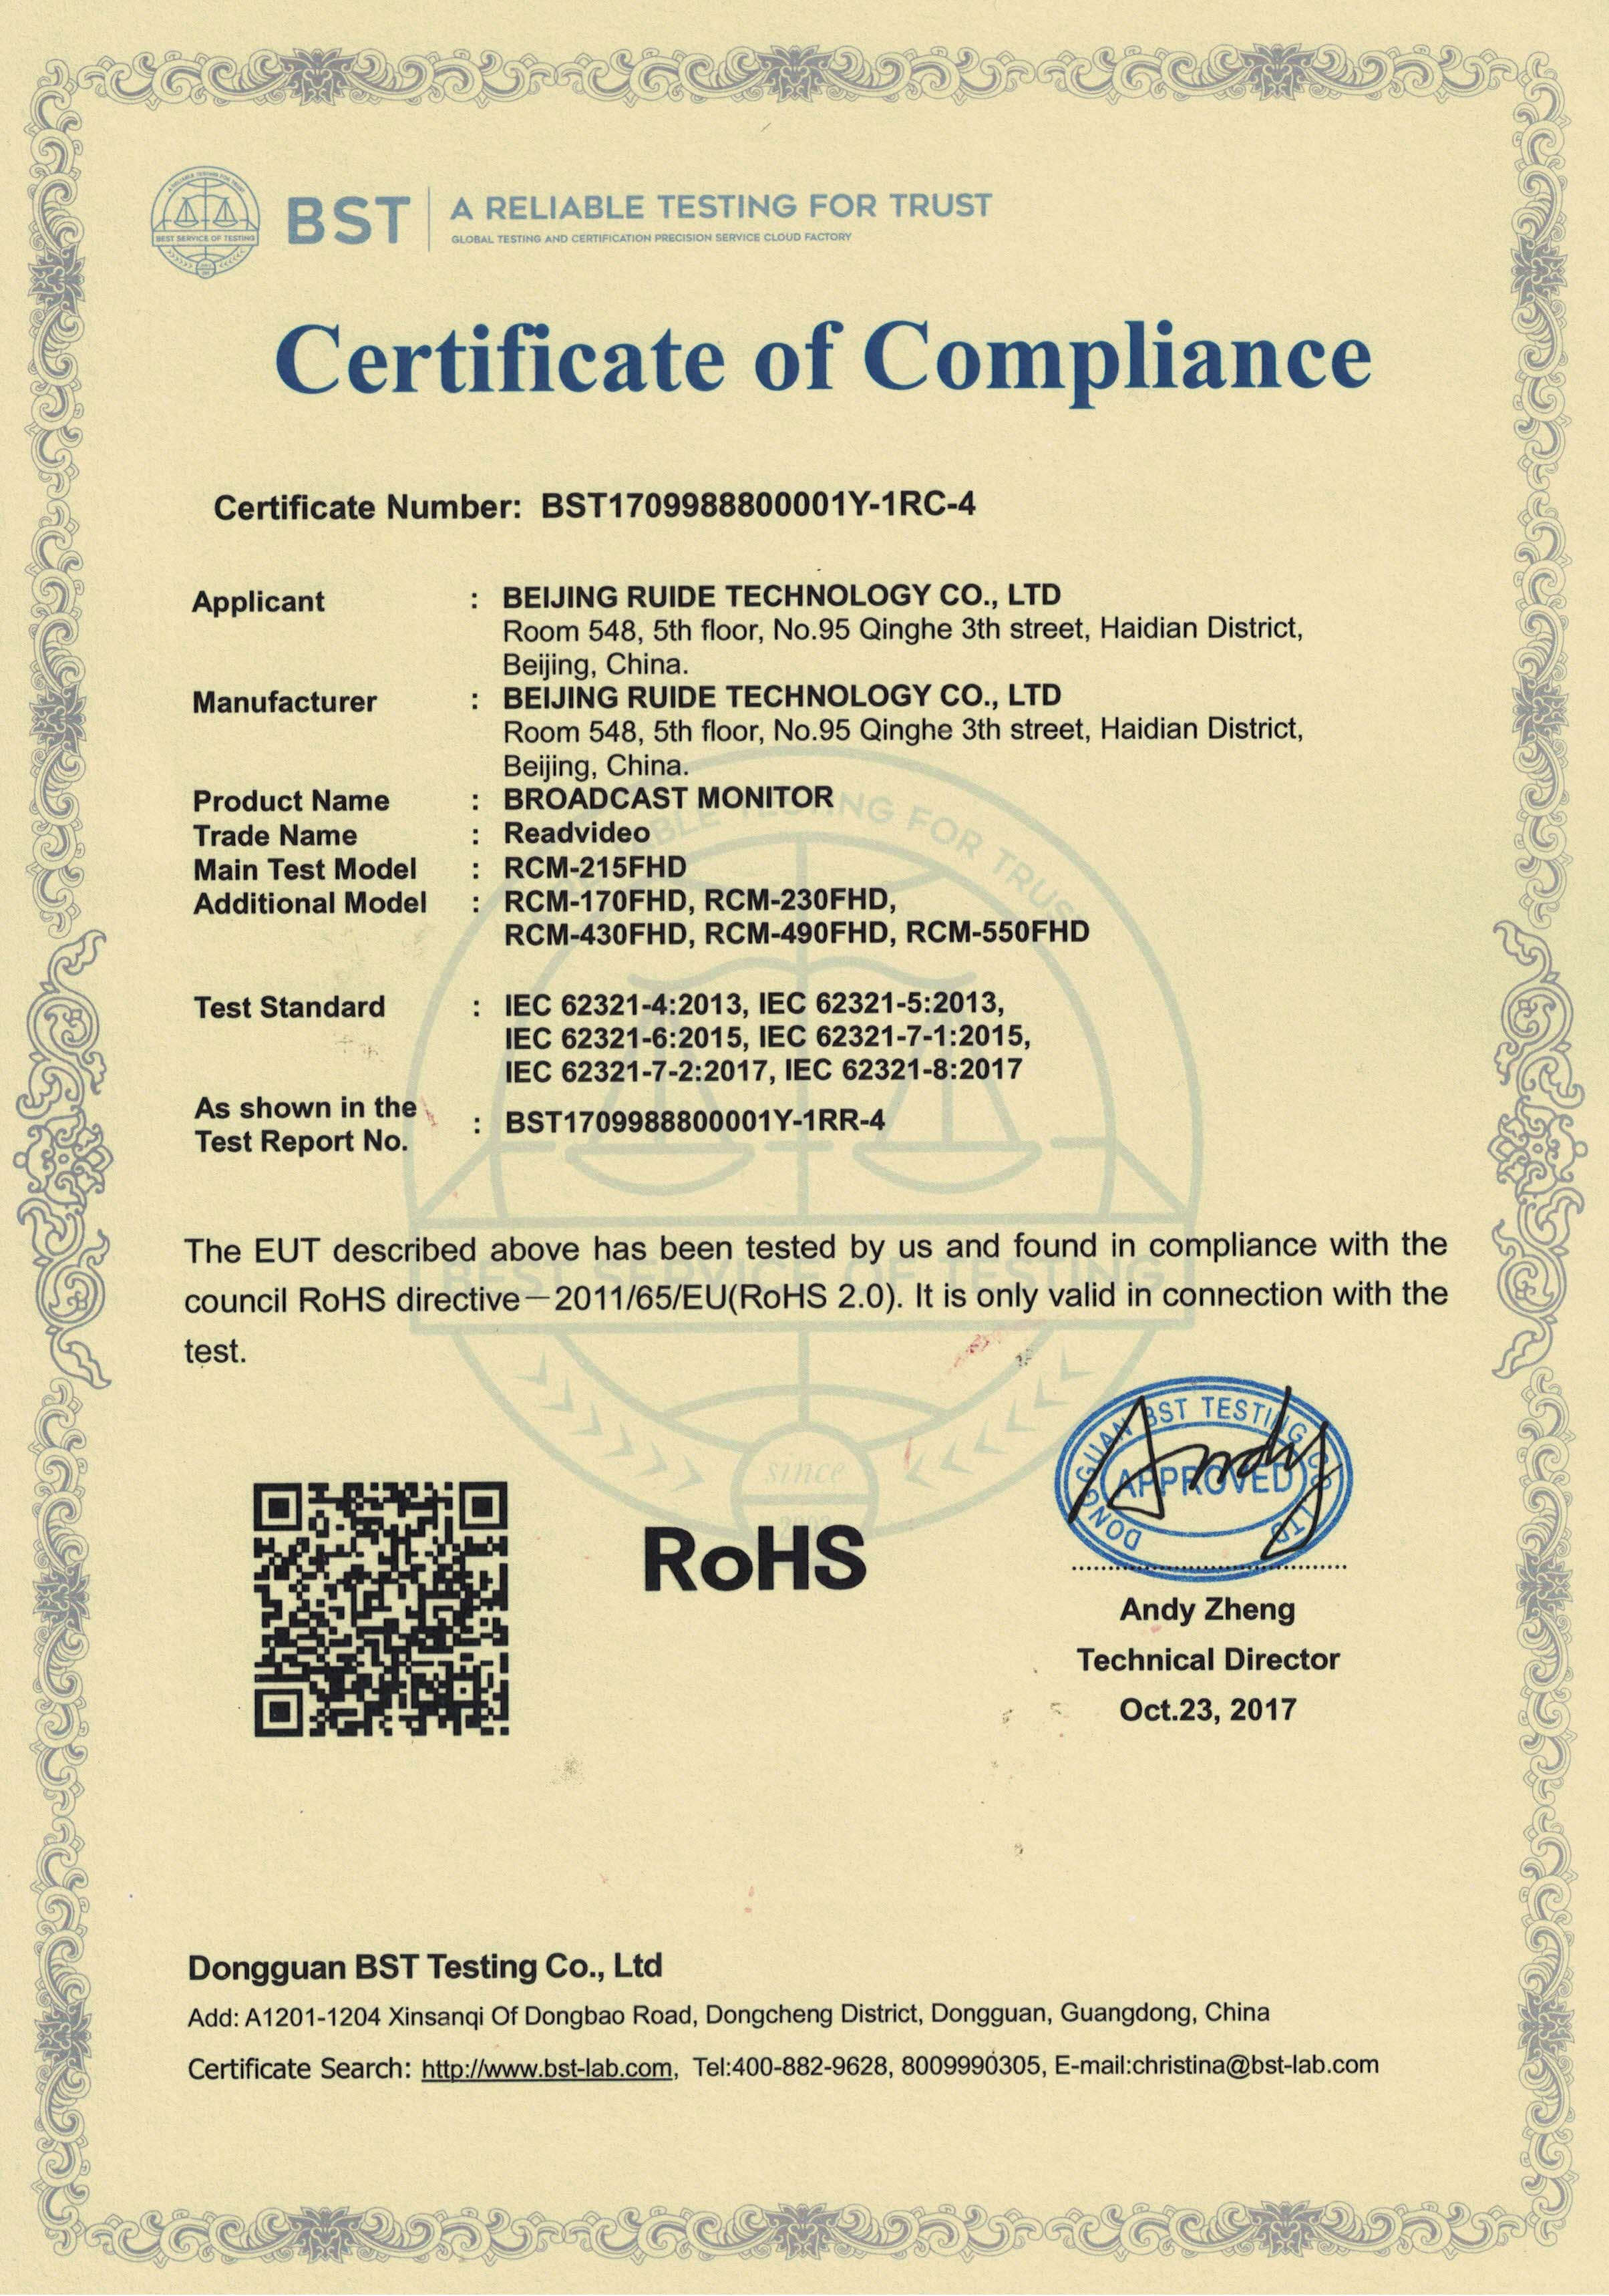 BEST SERVICE OF TESTING
BST
A RELIABLE TESTING FOR TRUST
GLOBAL TESTING AND CERTIFICATION PRECISION SERVICE CLOUD FACTORY
Certificate of Compliance
Certificate Number: BST1709988800001Y-1RC-4
Applicant : BEIJING RUIDE TECHNOLOGY CO., LTD
Room 548, 5th floor, No.95 Qinghe 3th street, Haidian District,
Beijing, China.
Manufacturer : BEIJING RUIDE TECHNOLOGY CO., LTD
Room 548, 5th floor, No.95 Qinghe 3th street, Haidian District,
Beijing, China.
Product Name : BROADCAST MONITOR
Trade Name : Readvideo
Main Test Model : RCM-215FHD
Additional Model : RCM-170FHD, RCM-230FHD,
RCM-430FHD, RCM-490FHD, RCM-550FHD
Test Standard : IEC 62321-4:2013, IEC 62321-5:2013,
IEC 62321-6:2015, IEC 62321-7-1:2015,
IEC 62321-7-2:2017, IEC 62321-8:2017
As shown in the
Test Report No. : BST1709988800001Y-1RR-4
The EUT described above has been tested by us and found in compliance with the
council RoHS directive—2011/65/EU(RoHS 2.0). It is only valid in connection with the
test.
since
DONGGUAN BST TESTING CO., LTD
APPROVED
Andy
RoHS
Andy Zheng
Technical Director
Oct.23, 2017
Dongguan BST Testing Co., Ltd
Add: A1201-1204 Xinsanqi Of Dongbao Road, Dongcheng District, Dongguan, Guangdong, China
Certificate Search: http://www.bst-lab.com, Tel:400-882-9628, 8009990305, E-mail:christina@bst-lab.com